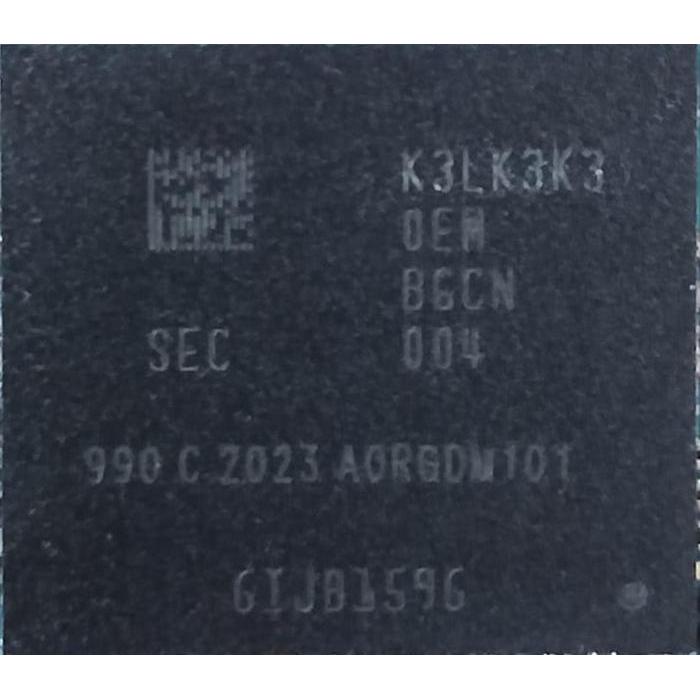 K3LK3K3
0EM
BGCN
SEC 004
990 C Z023 A0RGDM101
GIJB1596